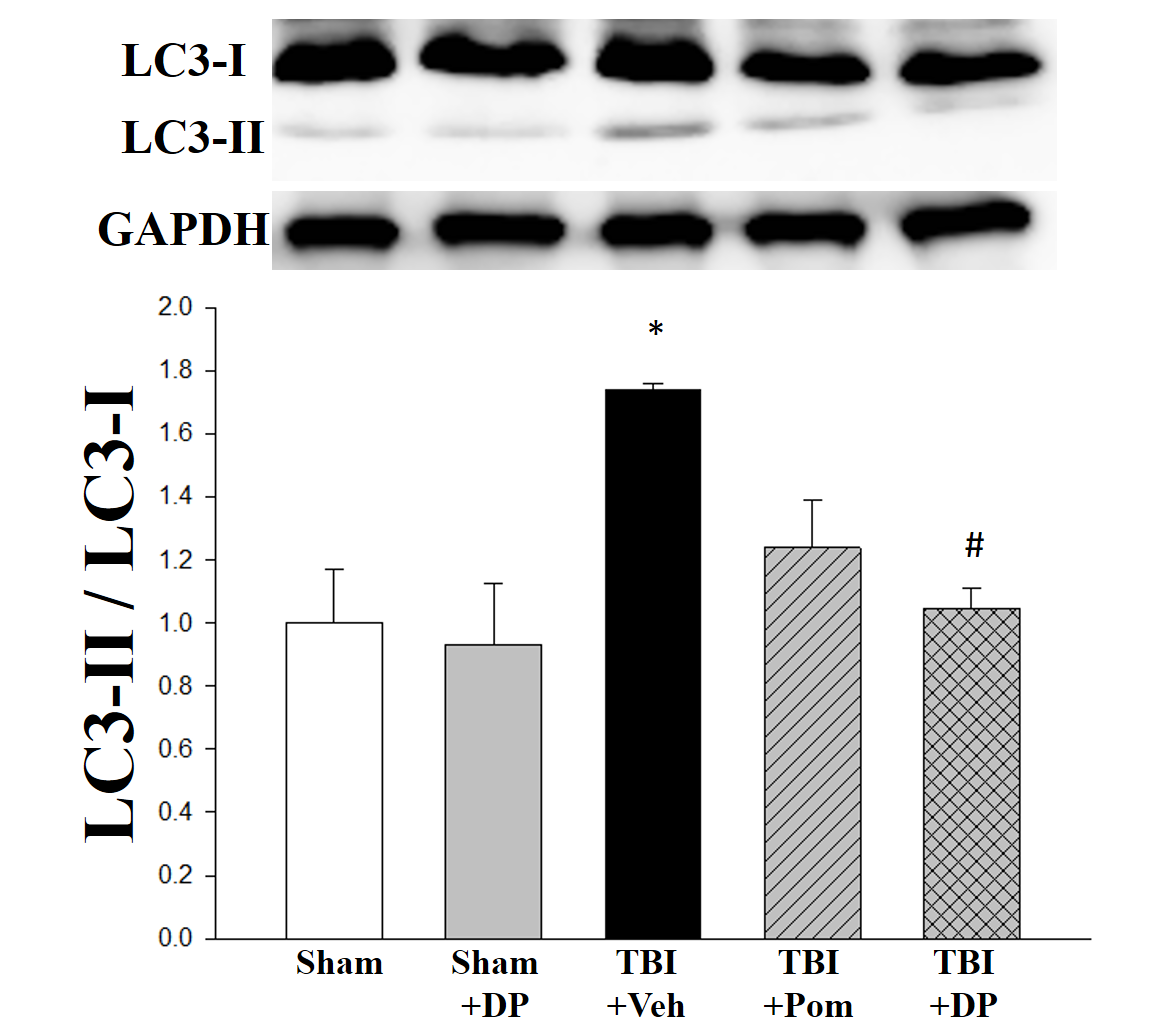 LC3-I
LC3-II
GAPDH
LC3-II / LC3-I
2.0
1.8
1.6
1.4
1.2
1.0
0.8
0.6
0.4
0.2
0.0
*
#
Sham
Sham
+DP
TBI
+Veh
TBI
+Pom
TBI
+DP